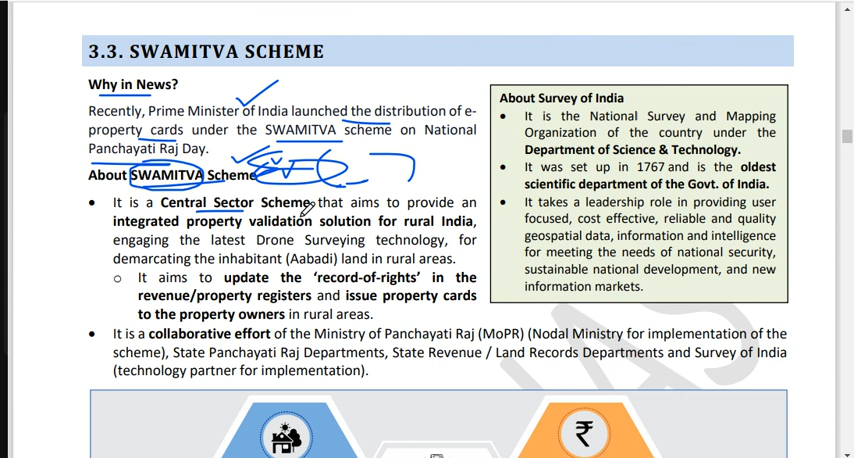 3.3. SWAMITVA SCHEME
Why in News?
Recently, Prime Minister of India launched the distribution of e-
property cards under the SWAMITVA scheme on National
Panchayati Raj Day.
About SWAMITVA Scheme
• It is a Central Sector Scheme that aims to provide an
integrated property validation solution for rural India,
engaging the latest Drone Surveying technology, for
demarcating the inhabitant (Aabadi) land in rural areas.
o It aims to update the ‘record-of-rights’ in the
revenue/property registers and issue property cards
to the property owners in rural areas.
About Survey of India
• It is the National Survey and Mapping
Organization of the country under the
Department of Science & Technology.
• It was set up in 1767 and is the oldest
scientific department of the Govt. of India.
• It takes a leadership role in providing user
focused, cost effective, reliable and quality
geospatial data, information and intelligence
for meeting the needs of national security,
sustainable national development, and new
information markets.
• It is a collaborative effort of the Ministry of Panchayati Raj (MoPR) (Nodal Ministry for implementation of the
scheme), State Panchayati Raj Departments, State Revenue / Land Records Departments and Survey of India
(technology partner for implementation).
₹